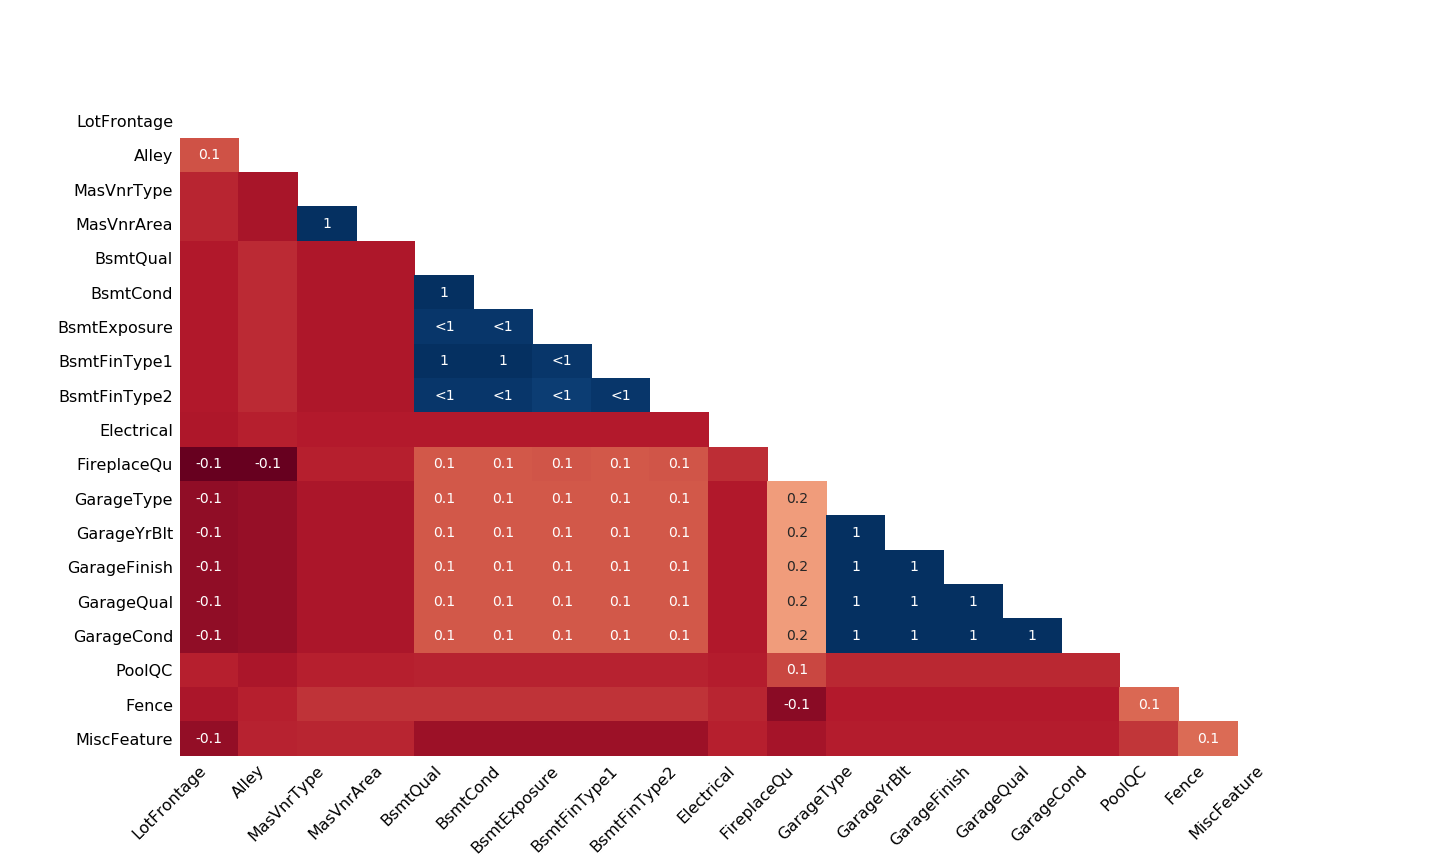 LotFrontage
Alley 0.1
MasVnrType
MasVnrArea 1
BsmtQual
BsmtCond 1
BsmtExposure <1 <1
BsmtFinType1 1 1 <1
BsmtFinType2 <1 <1 <1 <1
Electrical
FireplaceQu -0.1 -0.1 0.1 0.1 0.1 0.1 0.1
GarageType -0.1 0.1 0.1 0.1 0.1 0.1 0.2
GarageYrBlt -0.1 0.1 0.1 0.1 0.1 0.1 0.2 1
GarageFinish -0.1 0.1 0.1 0.1 0.1 0.1 0.2 1 1
GarageQual -0.1 0.1 0.1 0.1 0.1 0.1 0.2 1 1 1
GarageCond -0.1 0.1 0.1 0.1 0.1 0.1 0.2 1 1 1 1
PoolQC 0.1
Fence -0.1 0.1
MiscFeature -0.1 0.1
LotFrontage Alley MasVnrType MasVnrArea BsmtQual BsmtCond BsmtExposure BsmtFinType1 BsmtFinType2 Electrical FireplaceQu GarageType GarageYrBlt GarageFinish GarageQual GarageCond PoolQC Fence MiscFeature